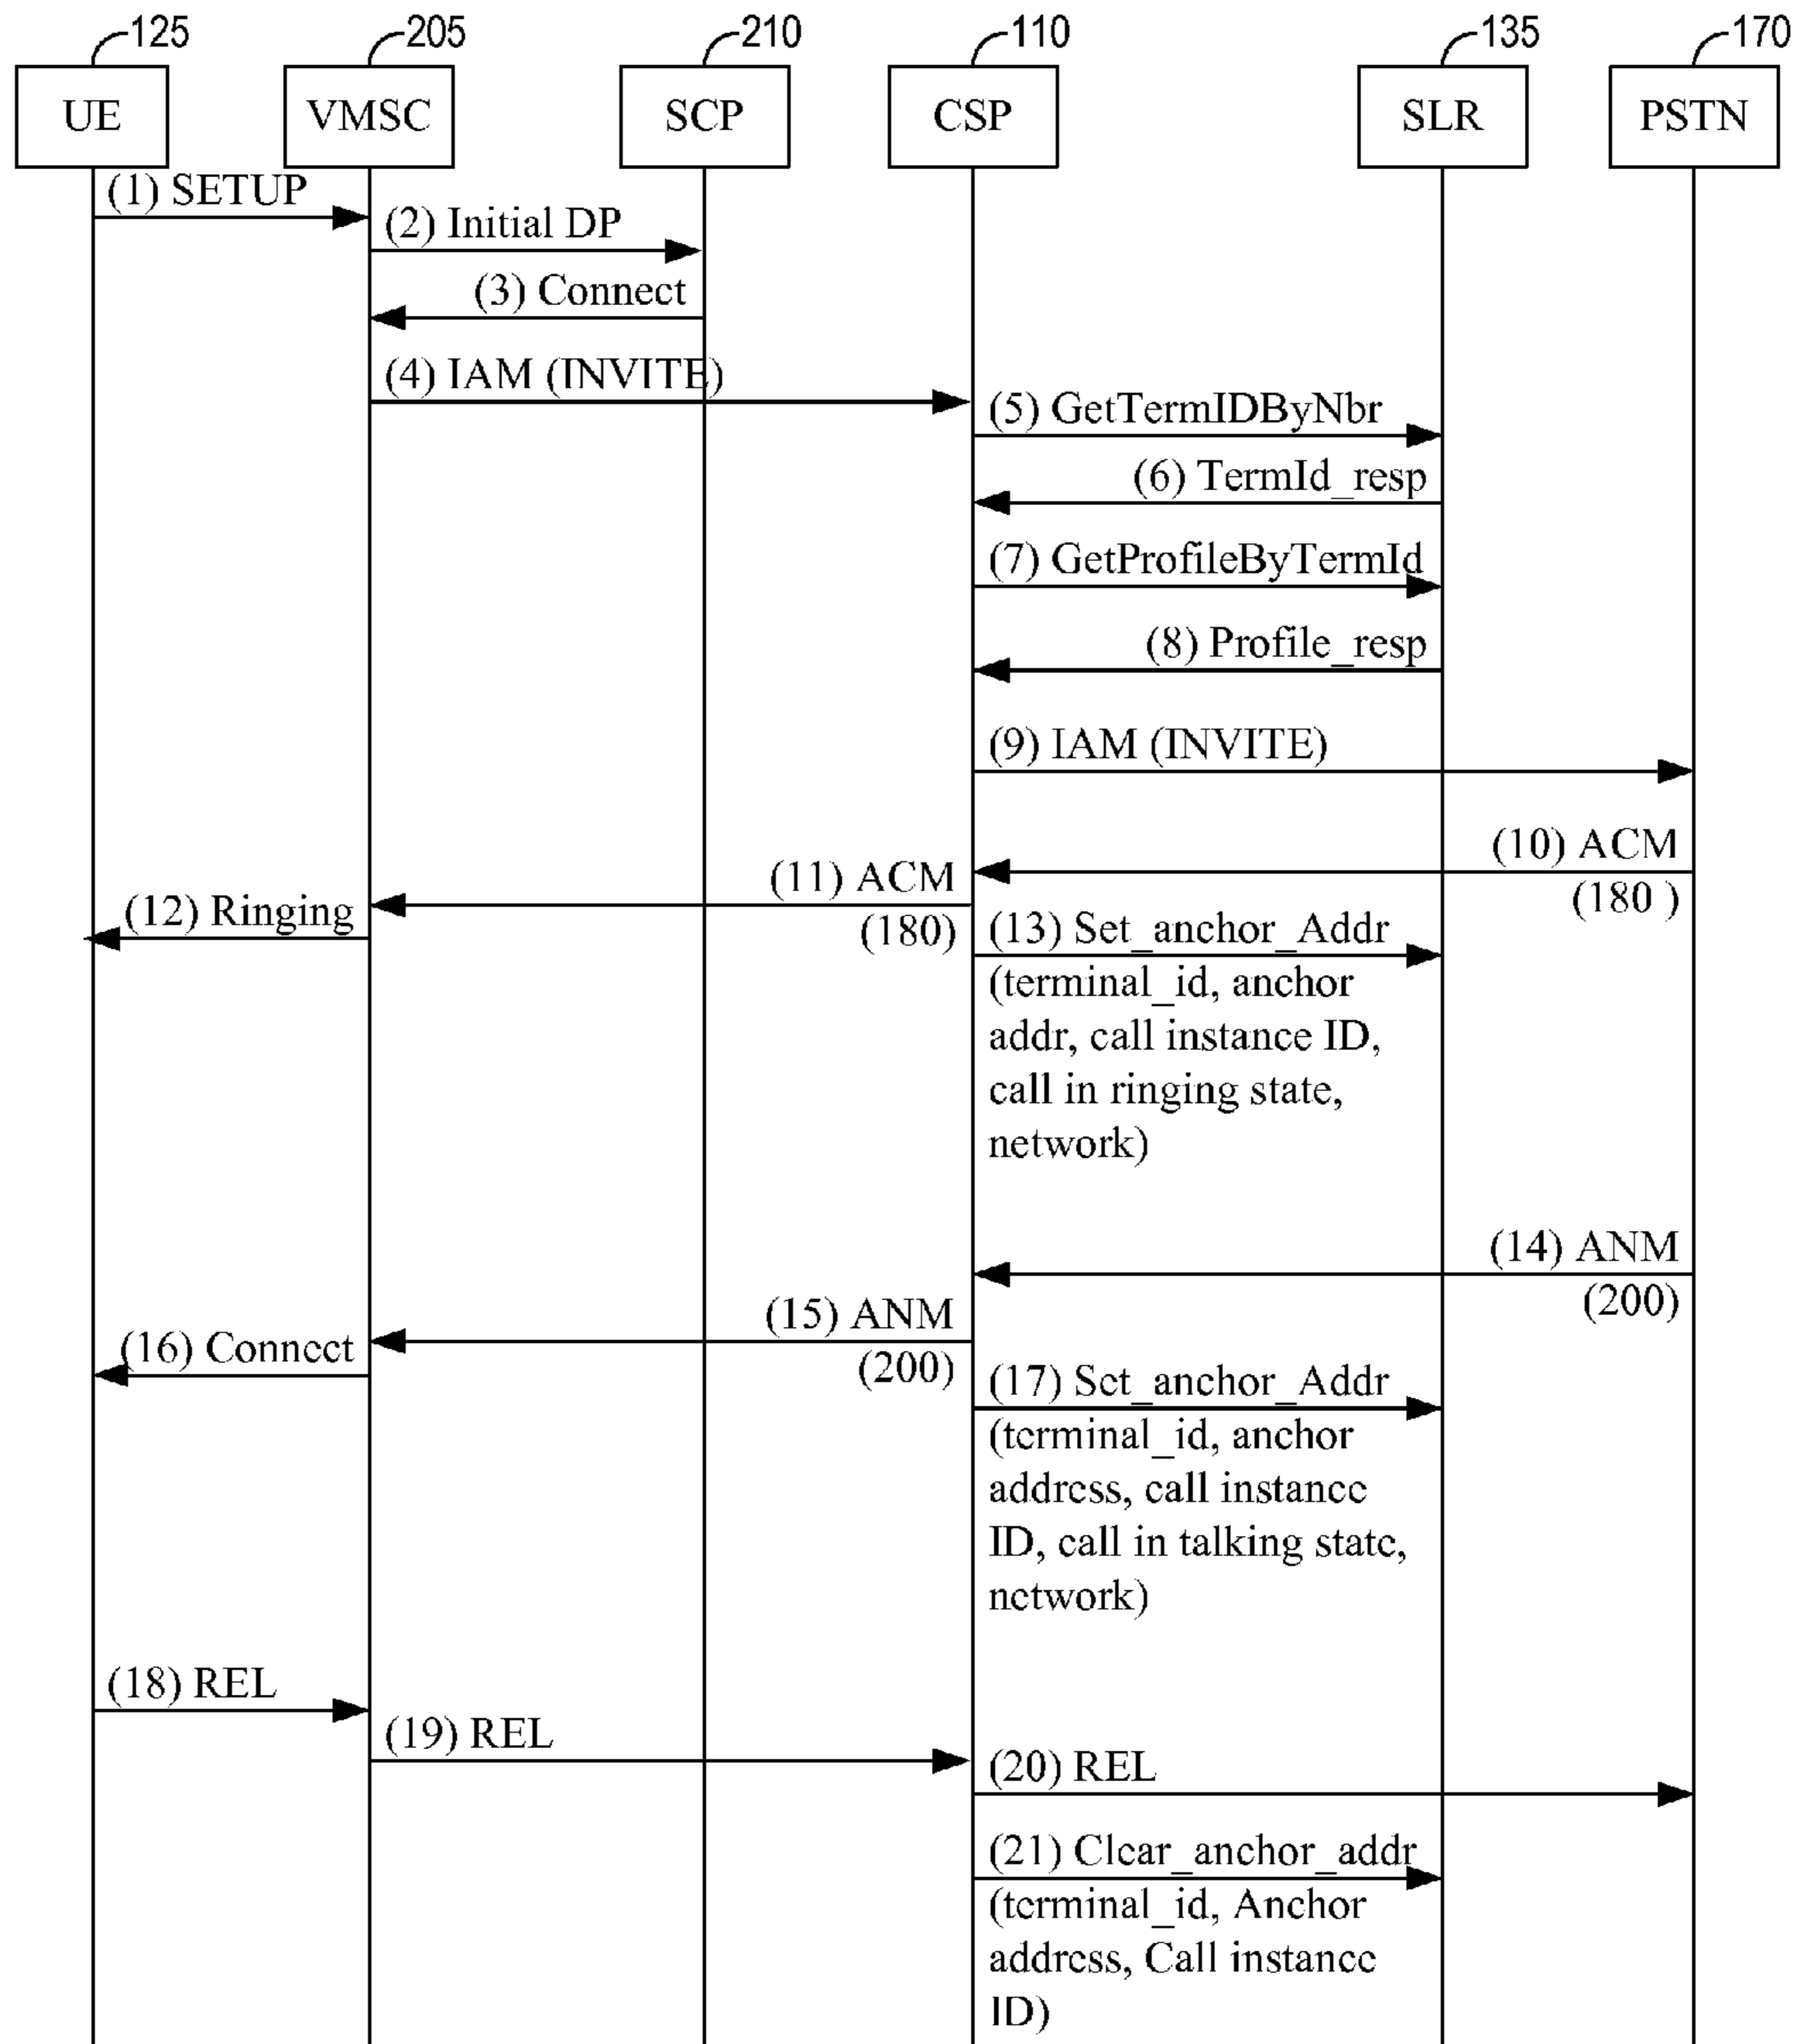 125
205
210
110
135
170
UE
VMSC
SCP
CSP
SLR
PSTN
(1) SETUP
(2) Initial DP
(3) Connect
(4) IAM (INVITE)
(5) GetTermIDByNbr
(6) TermId_resp
(7) GetProfileByTermId
(8) Profile_resp
(9) IAM (INVITE)
(10) ACM
(180 )
(11) ACM
(180)
(12) Ringing
(13) Set_anchor_Addr
(terminal_id, anchor
addr, call instance ID,
call in ringing state,
network)
(14) ANM
(200)
(15) ANM
(200)
(16) Connect
(17) Set_anchor_Addr
(terminal_id, anchor
address, call instance
ID, call in talking state,
network)
(18) REL
(19) REL
(20) REL
(21) Clear_anchor_addr
(terminal_id, Anchor
address, Call instance
ID)